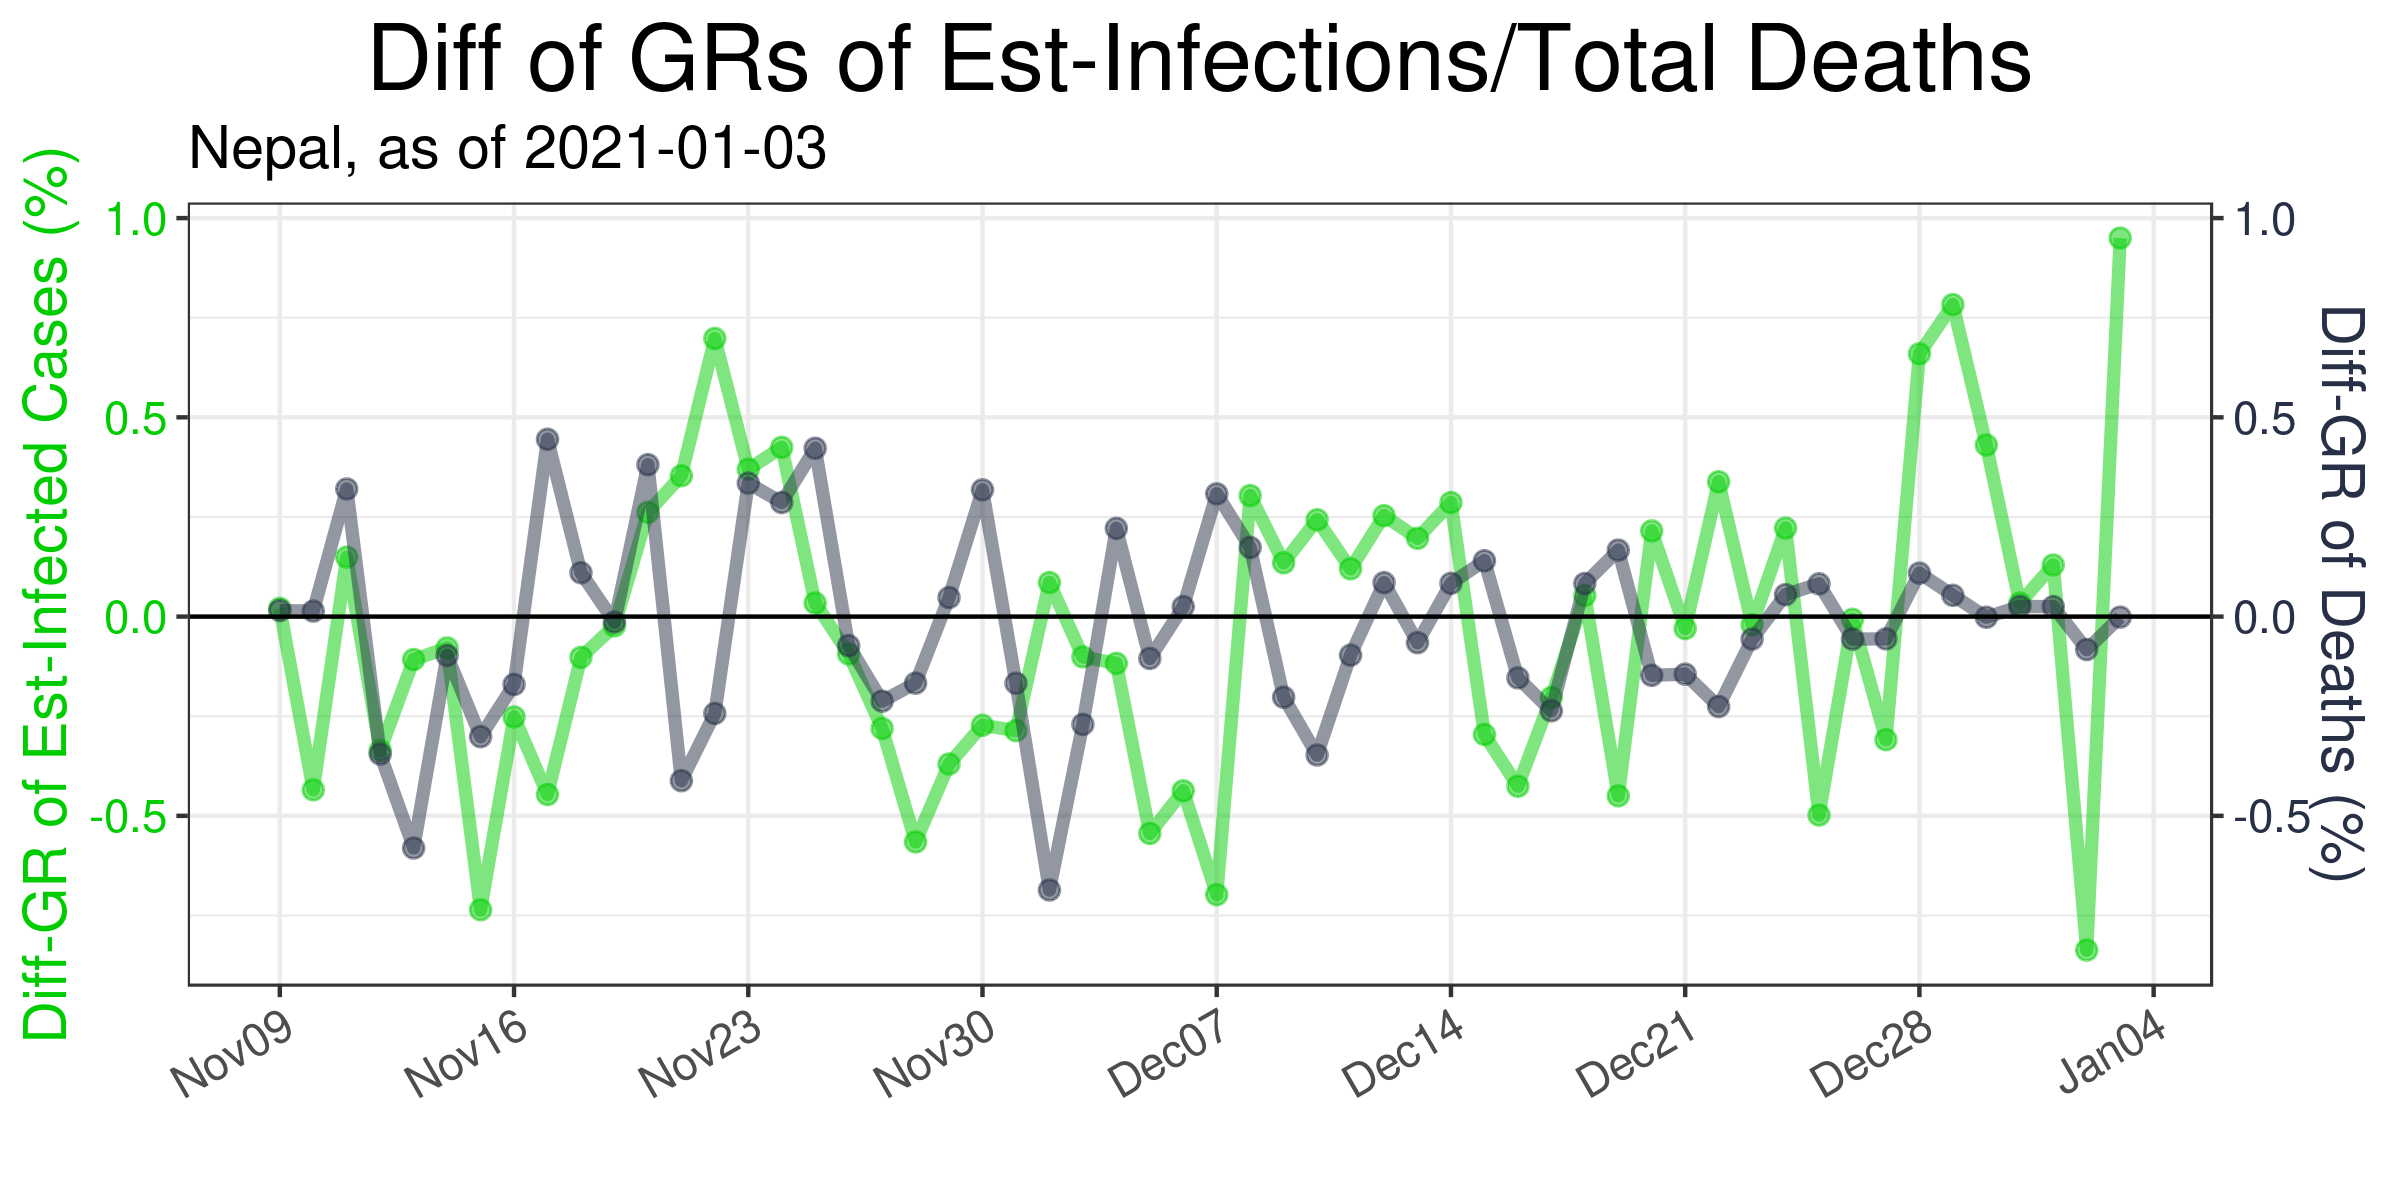 Diff of GRs of Est-Infections/Total Deaths
Nepal, as of 2021-01-03
Diff-GR of Est-Infected Cases (%)
1.0
0.5
0.0
-0.5
1.0
0.5
0.0
-0.5
Diff-GR of Deaths (%)
Nov09
Nov16
Nov23
Nov30
Dec07
Dec14
Dec21
Dec28
Jan04